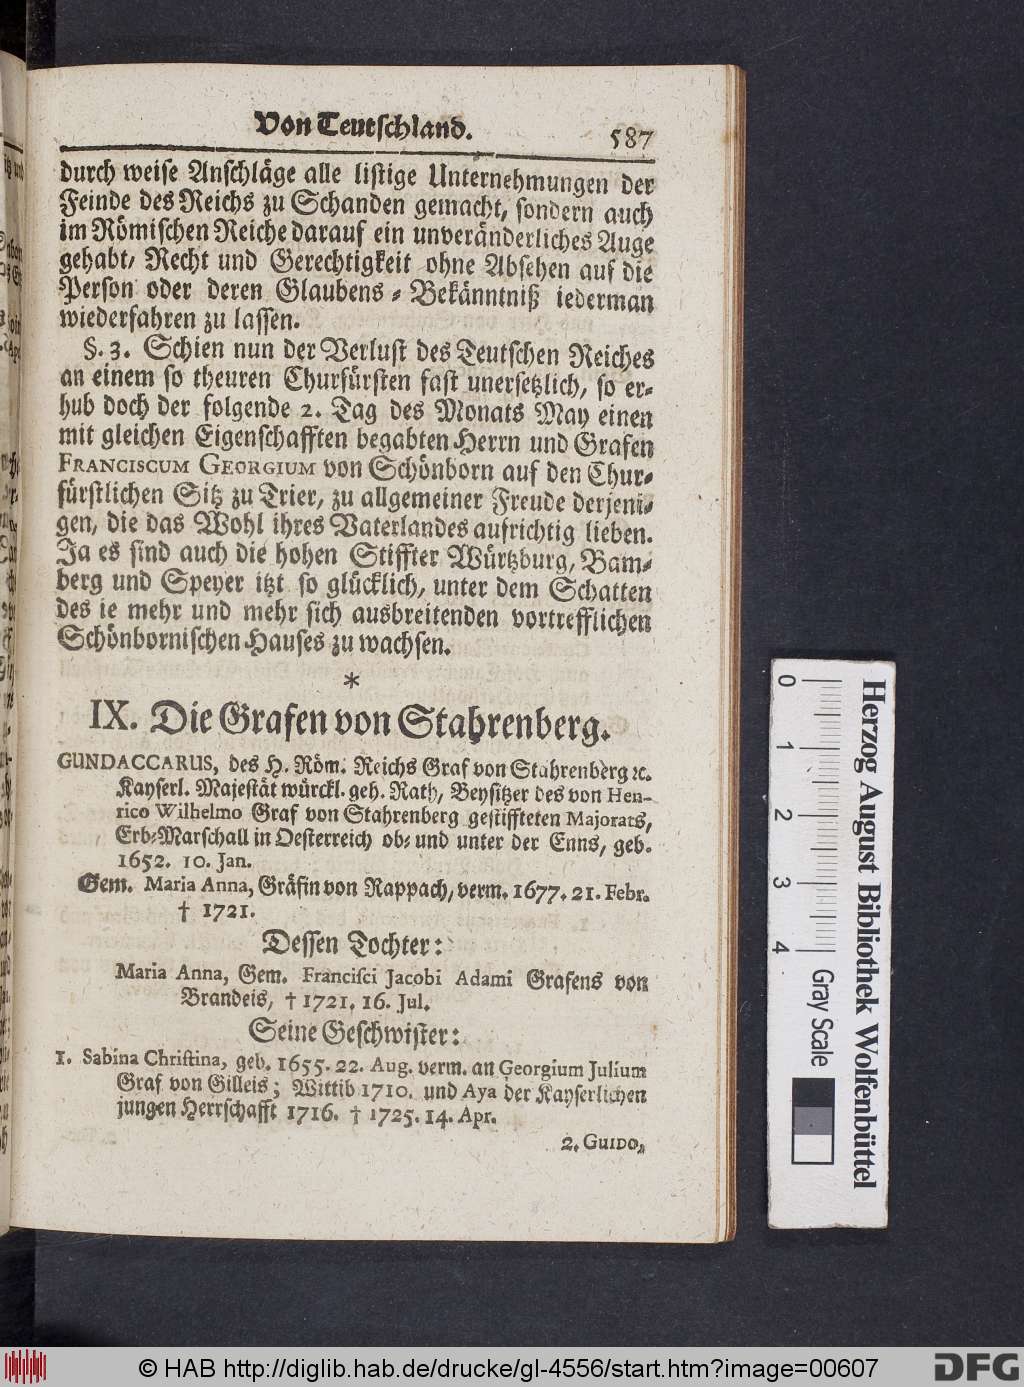 Von Teutschland.
587
durch weise Anschläge alle listige Unternehmungen der
Feinde des Reichs zu Schanden gemacht, sondern auch
im Römischen Reiche darauf ein unveränderliches Auge
gehabt, Recht und Gerechtigkeit ohne Absehen auf die
Person oder deren Glaubens-Bekänntniß iederman
wiederfahren zu lassen.
§. 3. Schien nun der Verlust des Teutschen Reiches
an einem so theuren Churfürsten fast unersetzlich, so er-
hub doch der folgende 2. Tag des Monats May einen
mit gleichen Eigenschafften begabten Herrn und Grafen
FRANCISCUM GEORGIUM von Schönborn auf den Chur-
fürstlichen Sitz zu Trier, zu allgemeiner Freude derjeni-
gen, die das Wohl ihres Vaterlandes aufrichtig lieben.
Ja es sind auch die hohen Stiffter Würtzburg, Bam-
berg und Speyer itzt so glücklich, unter dem Schatten
des ie mehr und mehr sich ausbreitenden vortrefflichen
Schönbornischen Hauses zu wachsen.
*
IX. Die Grafen von Stahrenberg.
GUNDACCARUS, des H. Röm. Reichs Graf von Stahrenberg ꝛc.
Kayserl. Majestät würckl. geh. Rath, Beysitzer des von Hen-
rico Wilhelmo Graf von Stahrenberg gestiffteten Majorats,
Erb-Marschall in Oesterreich ob- und unter der Enns, geb.
1652. 10. Jan.
Gem. Maria Anna, Gräfin von Rappach, verm. 1677. 21. Febr.
† 1721.
Dessen Tochter:
Maria Anna, Gem. Francisci Jacobi Adami Grafens von
Brandeis, † 1721. 16. Jul.
Seine Geschwister:
1. Sabina Christina, geb. 1655. 22. Aug. verm. an Georgium Julium
Graf von Gilleis; Wittib 1710. und Aya der Kayserlichen
jungen Herrschafft 1716. † 1725. 14. Apr.
2. GUIDO,
0 1 2 3 4
Gray Scale
Herzog August Bibliothek Wolfenbüttel
© HAB http://diglib.hab.de/drucke/gl-4556/start.htm?image=00607
DFG